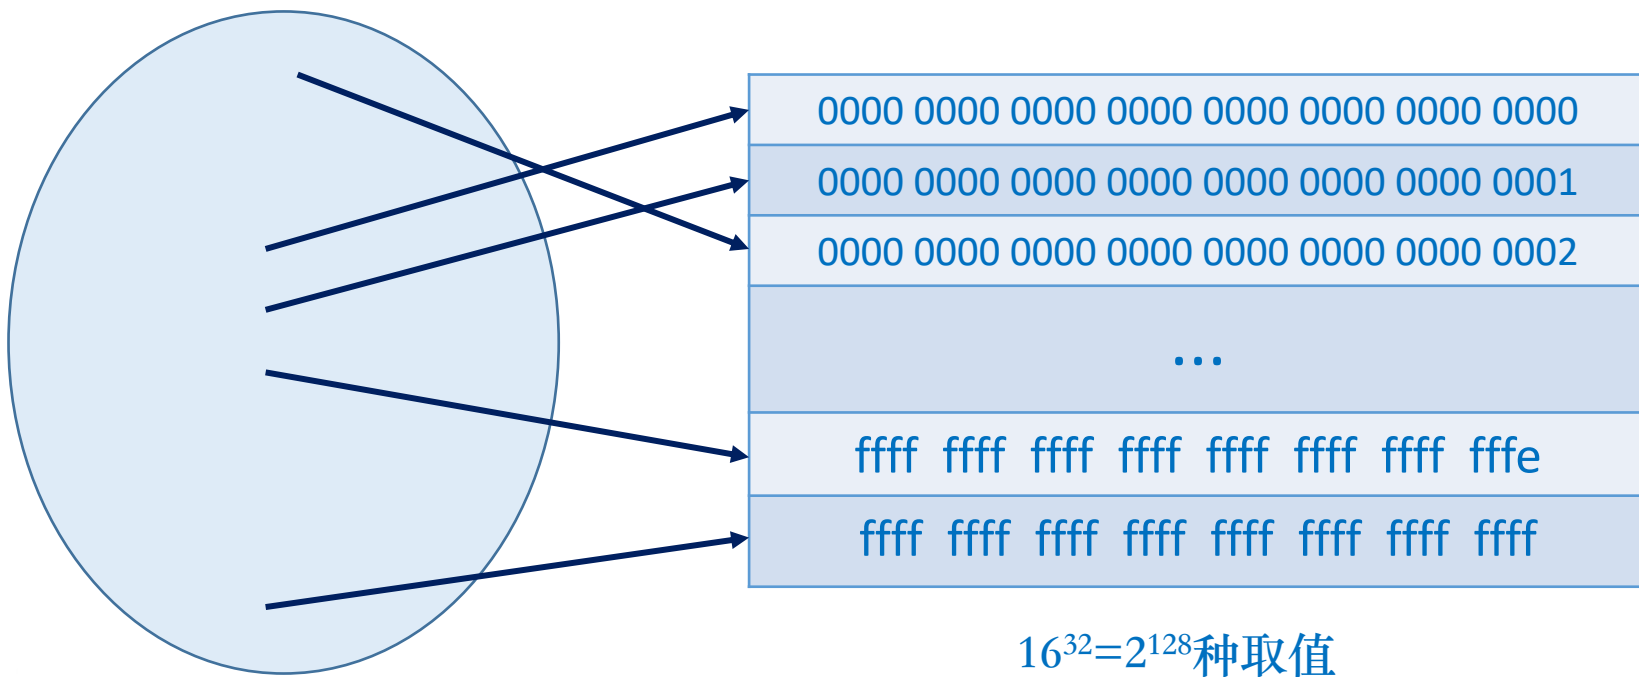 0000 0000 0000 0000 0000 0000 0000 0000
0000 0000 0000 0000 0000 0000 0000 0001
0000 0000 0000 0000 0000 0000 0000 0002
...
ffff ffff ffff ffff ffff ffff ffff fffe
ffff ffff ffff ffff ffff ffff ffff ffff
16³²=2¹²⁸种取值